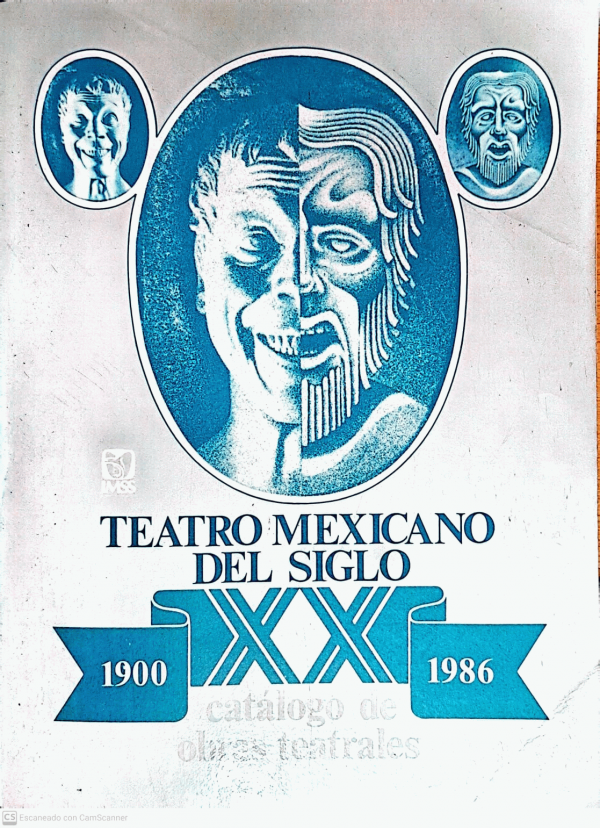 IMSS
TEATRO MEXICANO
DEL SIGLO
XX
1900
1986
catálogo de
obras teatrales
CS Escaneado con CamScanner